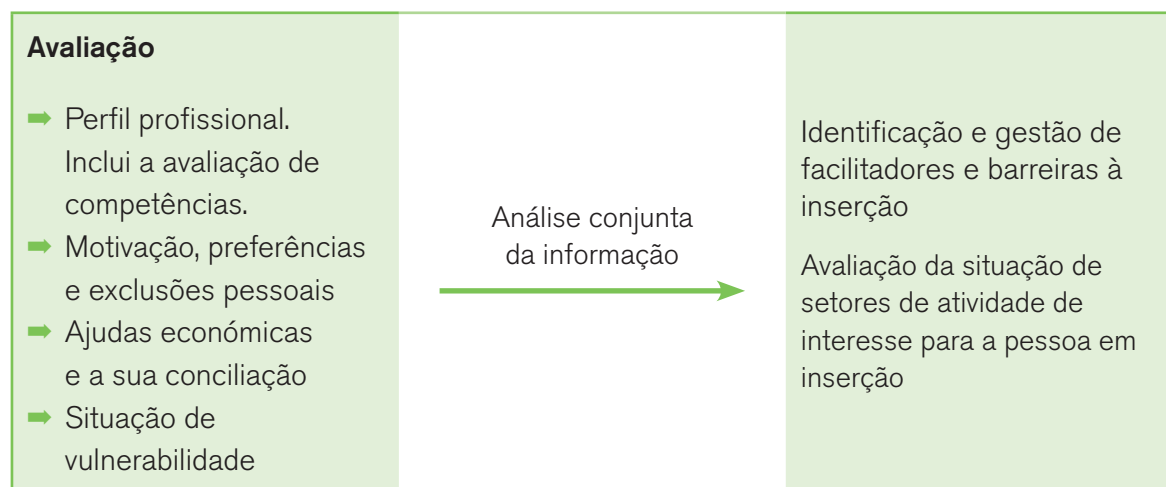 Avaliação
➡ Perfil profissional.
Inclui a avaliação de
competências.
➡ Motivação, preferências
e exclusões pessoais
➡ Ajudas económicas
e a sua conciliação
➡ Situação de
vulnerabilidade
Análise conjunta
da informação
Identificação e gestão de
facilitadores e barreiras à
inserção
Avaliação da situação de
setores de atividade de
interesse para a pessoa em
inserção